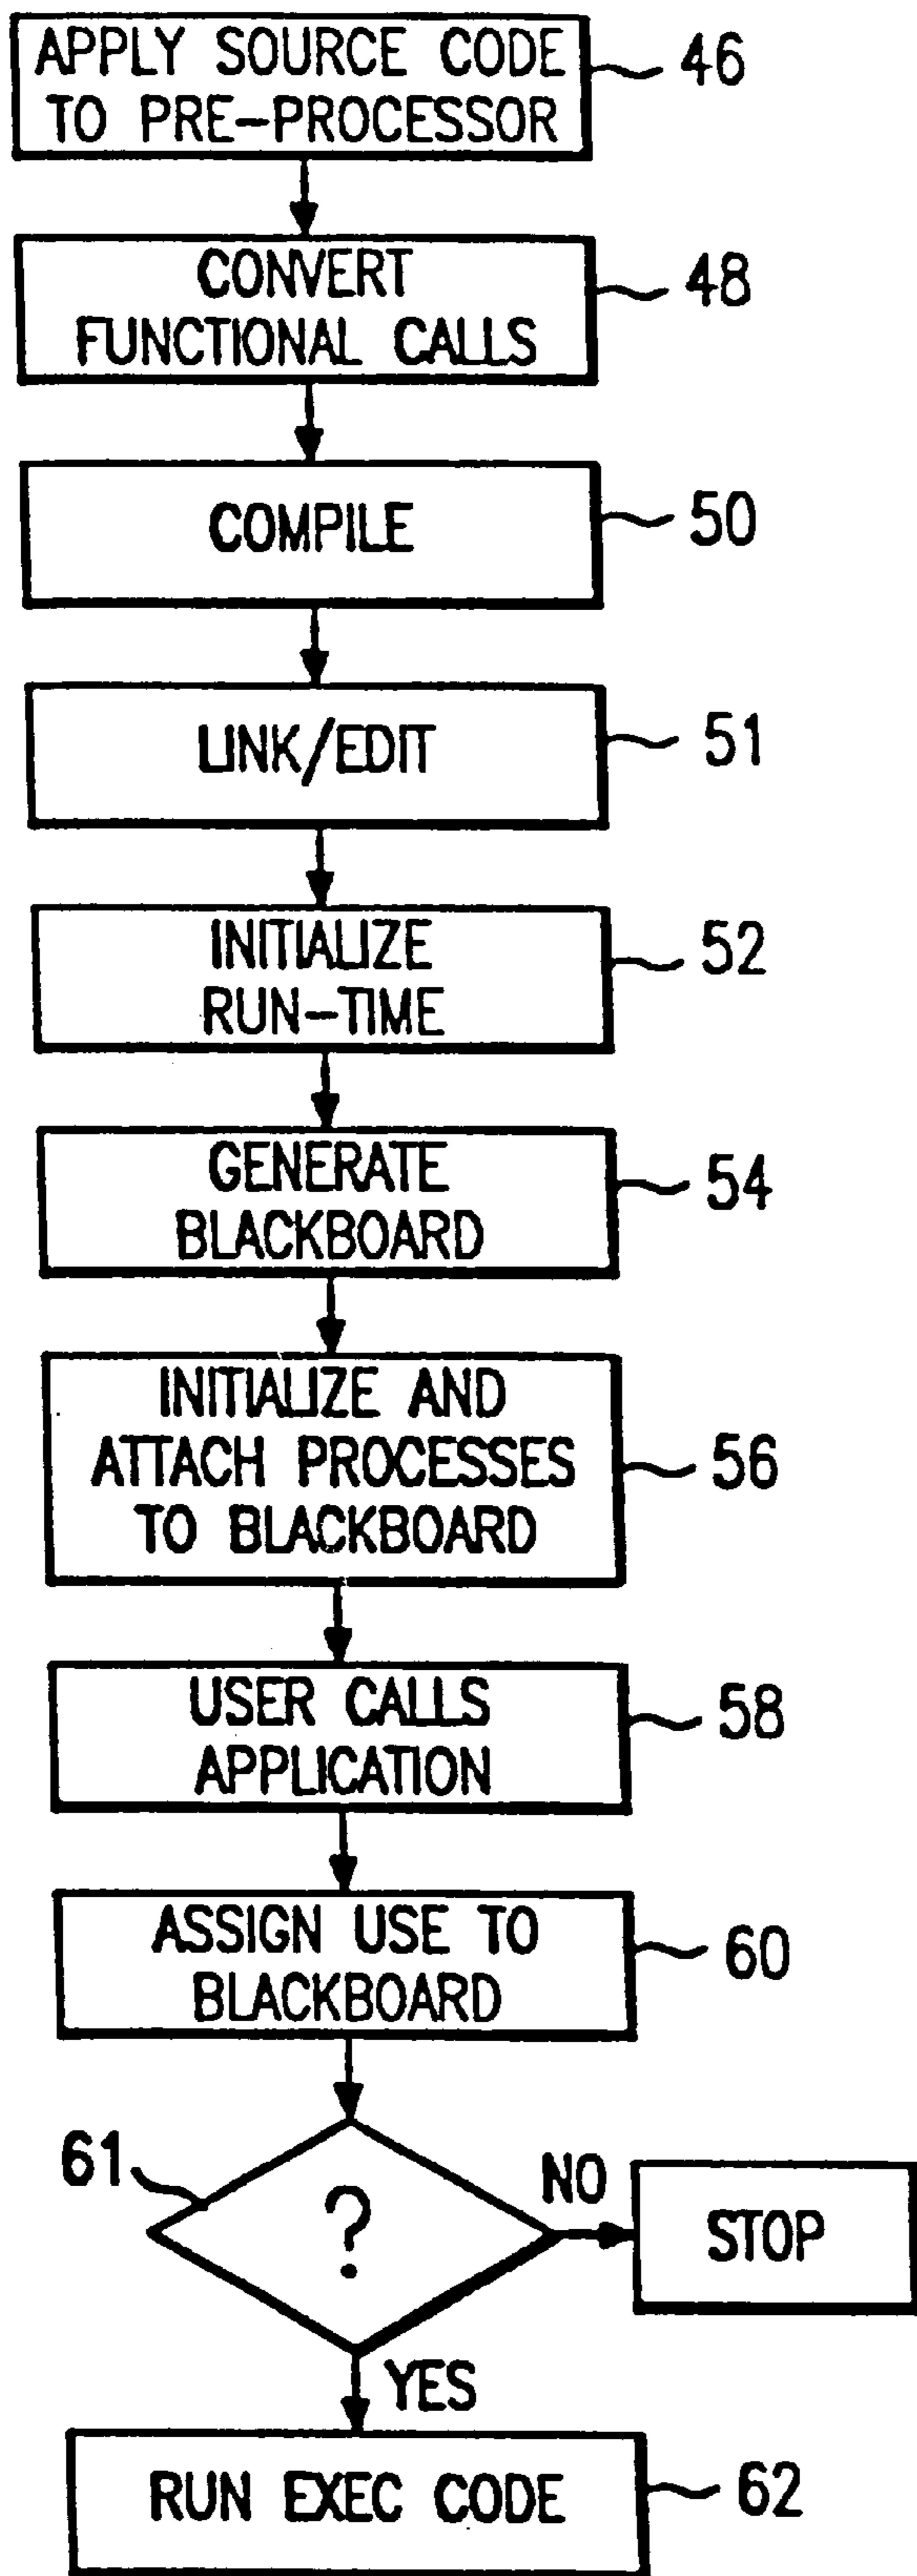 APPLY SOURCE CODE
TO PRE-PROCESSOR
46
CONVERT
FUNCTIONAL CALLS
48
COMPILE
50
LINK/EDIT
51
INITIALIZE
RUN-TIME
52
GENERATE
BLACKBOARD
54
INITIALIZE AND
ATTACH PROCESSES
TO BLACKBOARD
56
USER CALLS
APPLICATION
58
ASSIGN USE TO
BLACKBOARD
60
61
?
NO
STOP
YES
RUN EXEC CODE
62